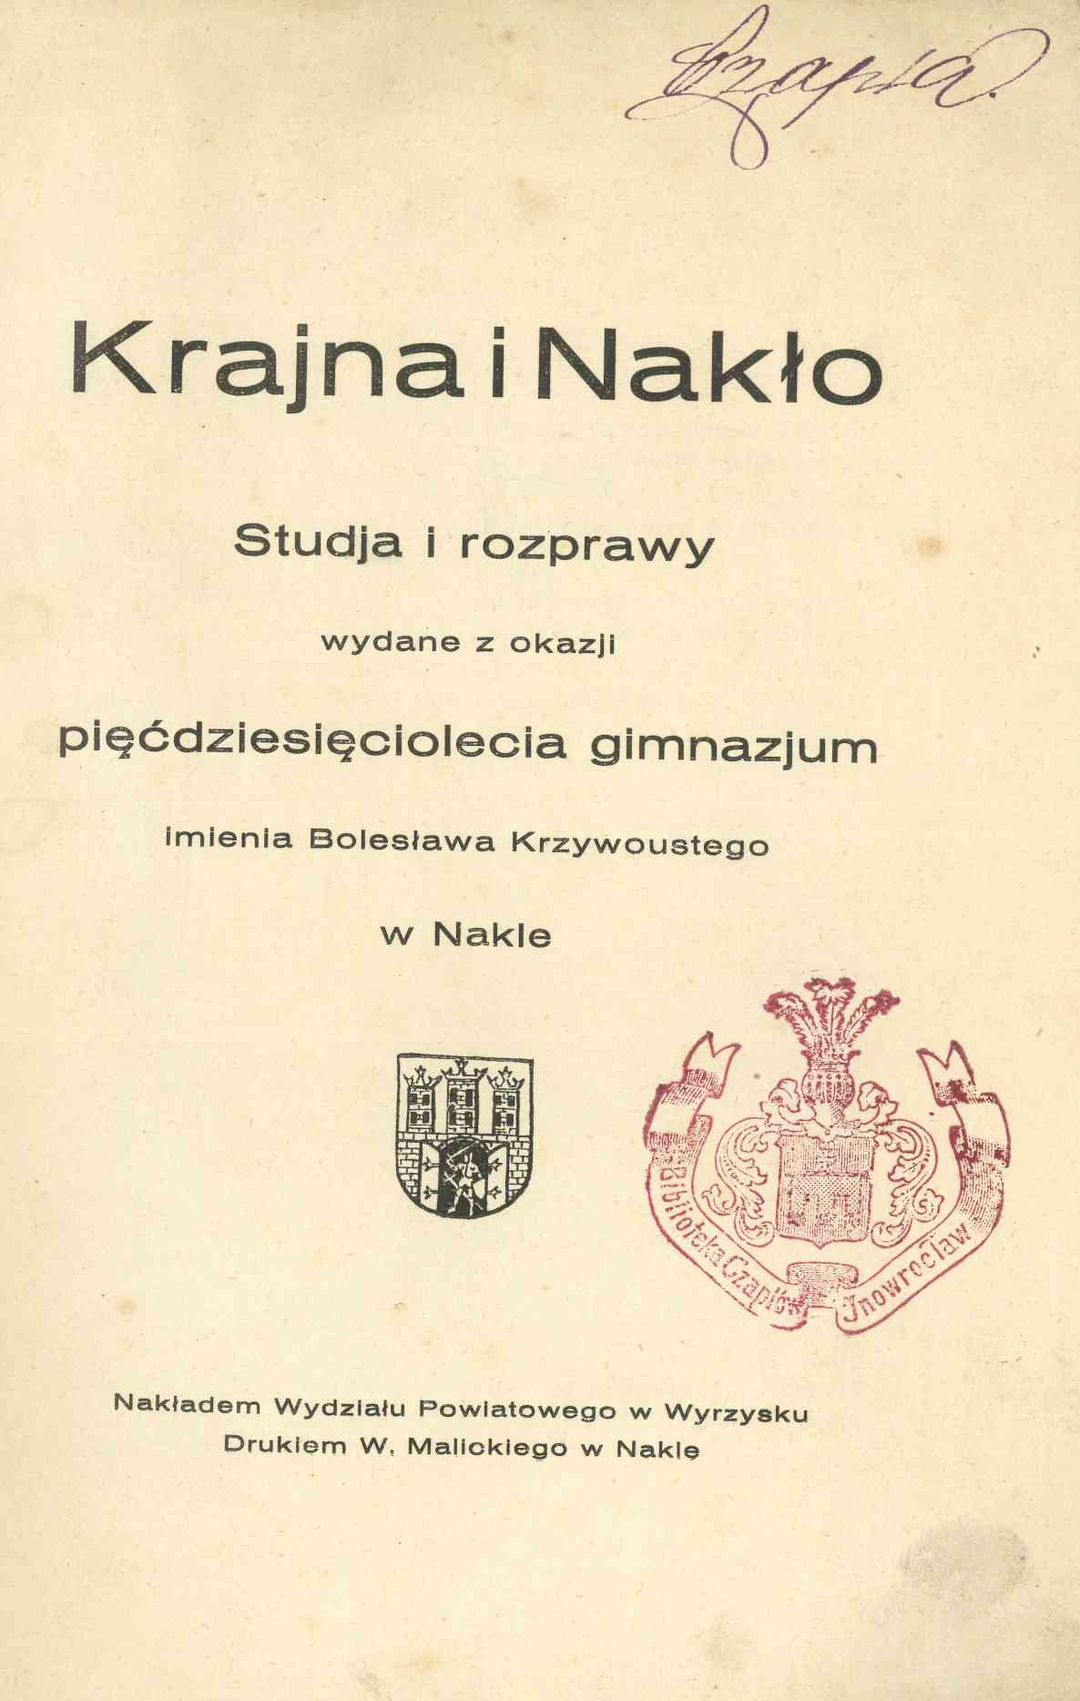 Czapla.
Krajna i Nakło
Studja i rozprawy
wydane z okazji
pięćdziesięciolecia gimnazjum
imienia Bolesława Krzywoustego
w Nakle
Biblioteka Czaplów Jnowrocław
Nakładem Wydziału Powiatowego w Wyrzysku
Drukiem W. Malickiego w Nakle